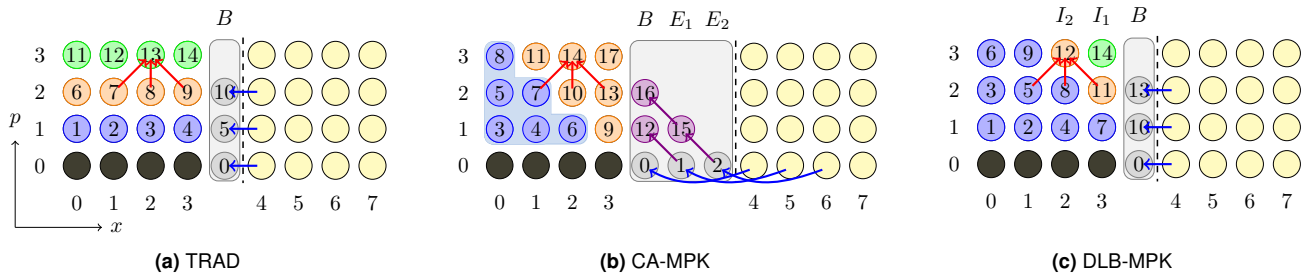 B
3 11 12 13 14
2 6 7 8 9 10
1 1 2 3 4 5
0 0
p
0 1 2 3 4 5 6 7
x
(a) TRAD
B E1 E2
3 8 11 14 17
2 5 7 10 13 16
1 3 4 6 9 12 15
0 0 1 2
0 1 2 3 4 5 6 7
(b) CA-MPK
I2 I1 B
3 6 9 12 14
2 3 5 8 11 13
1 1 2 4 7 10
0 0
0 1 2 3 4 5 6 7
(c) DLB-MPK